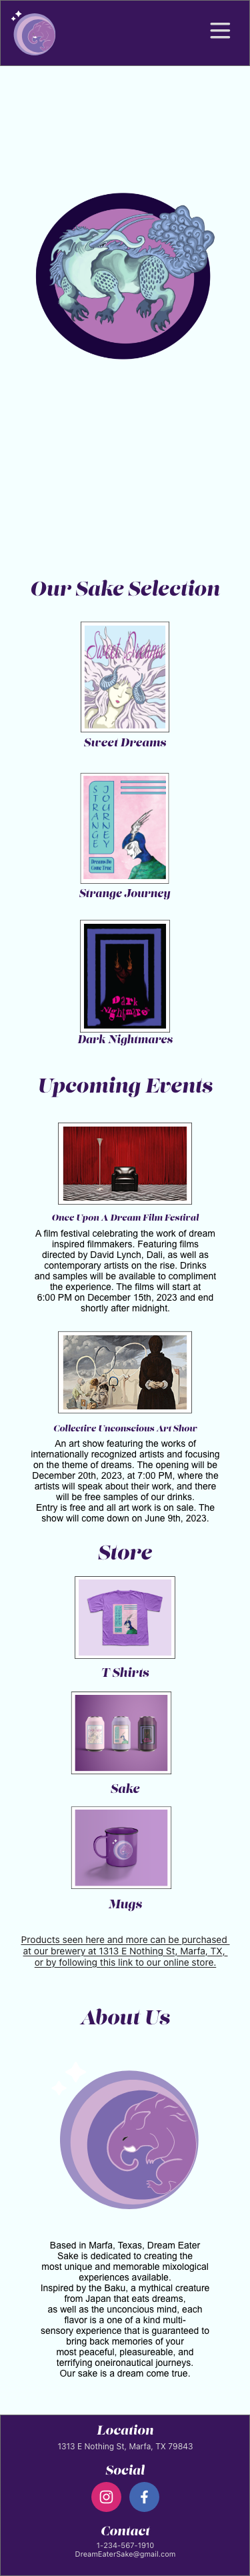 Our Sake Selection
Sweet Dreams
Sweet Dreams
STRANGE
JOURNEY
Dreams Do
Come True
Strange Journey
Dark
Nightmare
Dark Nightmares
Upcoming Events
Once Upon A Dream Film Festival
A film festival celebrating the work of dream
inspired filmmakers. Featuring films
directed by David Lynch, Dali, as well as
contemporary artists on the rise. Drinks
and samples will be available to compliment
the experience. The films will start at
6:00 PM on December 15th, 2023 and end
shortly after midnight.
Collective Unconscious Art Show
An art show featuring the works of
internationally recognized artists and focusing
on the theme of dreams. The opening will be
December 20th, 2023, at 7:00 PM, where the
artists will speak about their work, and there
will be free samples of our drinks.
Entry is free and all art work is on sale. The
show will come down on June 9th, 2023.
Store
T Shirts
Sake
Mugs
Products seen here and more can be purchased
at our brewery at 1313 E Nothing St, Marfa, TX,
or by following this link to our online store.
About Us
Based in Marfa, Texas, Dream Eater
Sake is dedicated to creating the
most unique and memorable mixological
experiences available.
Inspired by the Baku, a mythical creature
from Japan that eats dreams,
as well as the unconcious mind, each
flavor is a one of a kind multi-
sensory experience that is guaranteed to
bring back memories of your
most peaceful, pleasureable, and
terrifying oneironautical journeys.
Our sake is a dream come true.
Location
1313 E Nothing St, Marfa, TX 79843
Social
Contact
1-234-567-1910
DreamEaterSake@gmail.com